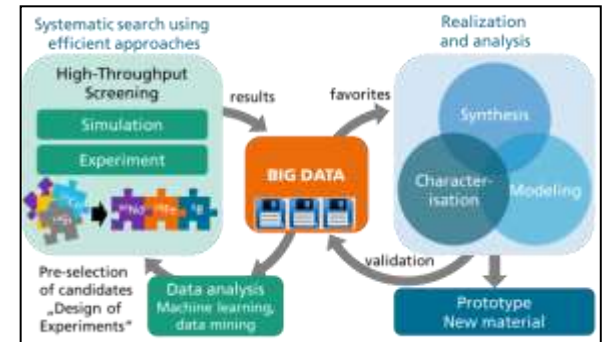 Systematic search using
efficient approaches
High-Throughput
Screening
Simulation
Experiment
Nd
Fe
B
results
BIG DATA
favorites
Realization
and analysis
Synthesis
Character-
isation
Modeling
validation
Pre-selection
of candidates
„Design of
Experiments“
Data analysis
Machine learning,
data mining
Prototype
New material